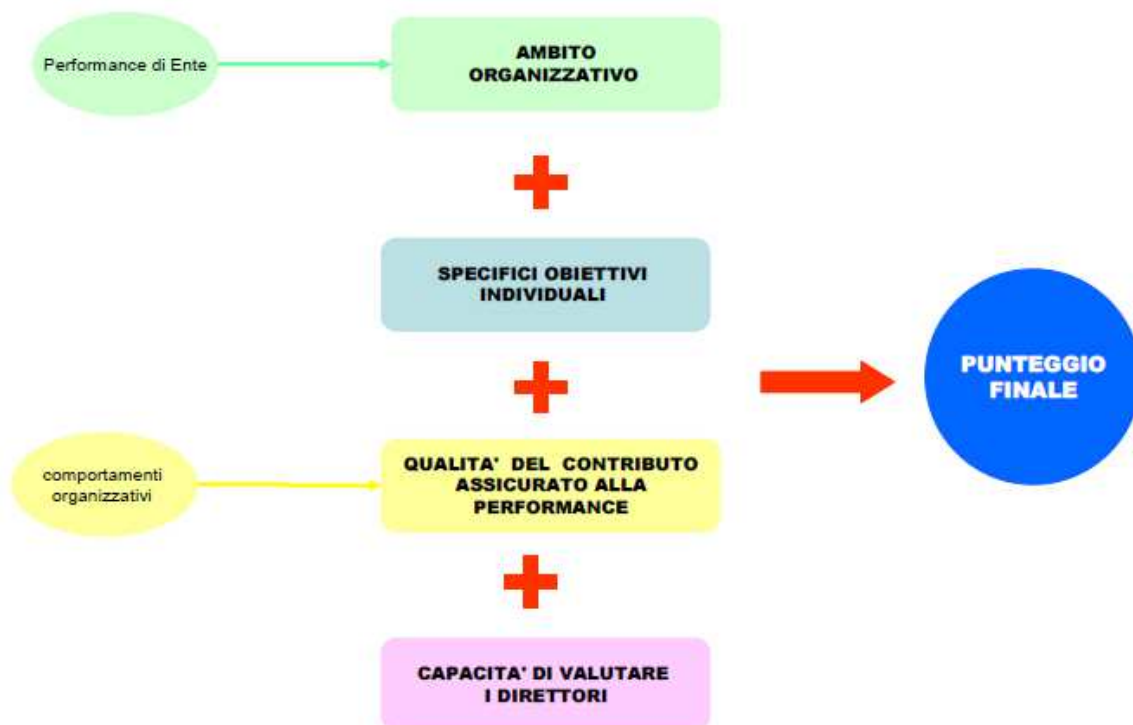 Performance di Ente
AMBITO
ORGANIZZATIVO
SPECIFICI OBIETTIVI
INDIVIDUALI
PUNTEGGIO
FINALE
comportamenti
organizzativi
QUALITA' DEL CONTRIBUTO
ASSICURATO ALLA
PERFORMANCE
CAPACITA' DI VALUTARE
I DIRETTORI